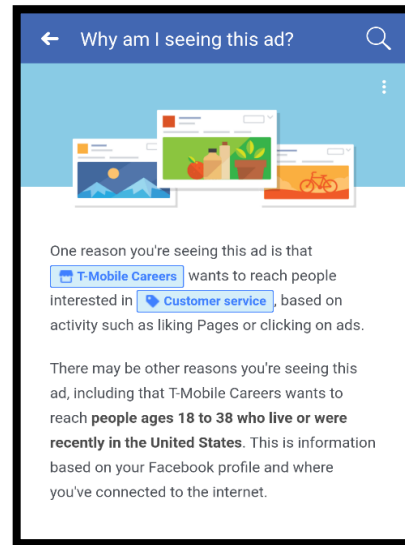 Why am I seeing this ad?
One reason you're seeing this ad is that
T-Mobile Careers wants to reach people
interested in Customer service, based on
activity such as liking Pages or clicking on ads.
There may be other reasons you're seeing this
ad, including that T-Mobile Careers wants to
reach people ages 18 to 38 who live or were
recently in the United States. This is information
based on your Facebook profile and where
you've connected to the internet.